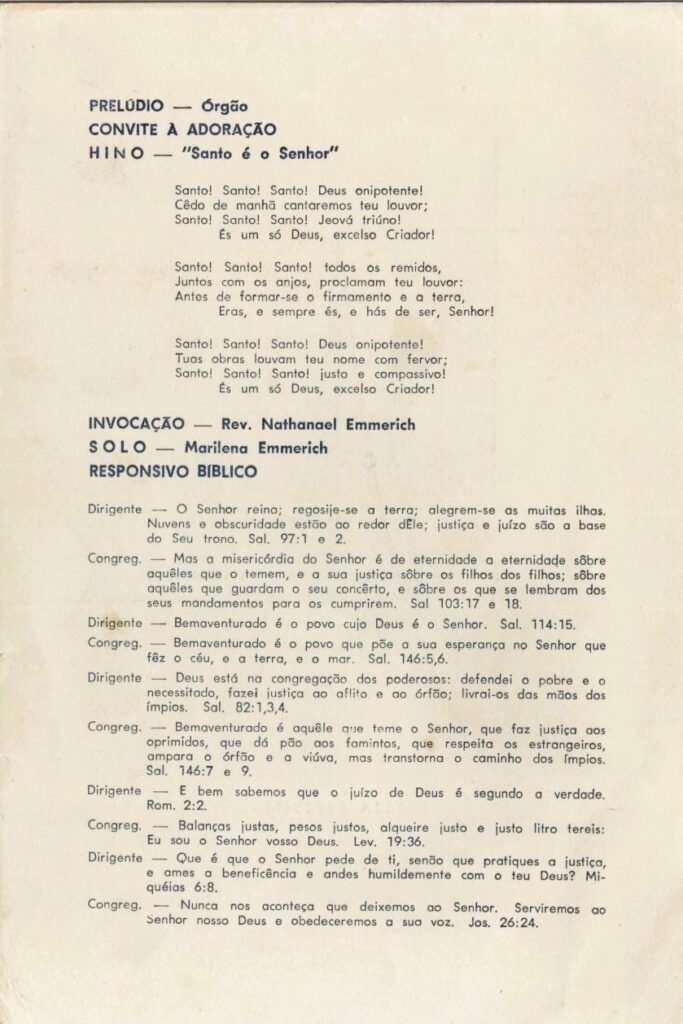 PRELÚDIO — Órgão
CONVITE À ADORAÇÃO
HINO — "Santo é o Senhor"
Santo! Santo! Santo! Deus onipotente!
Cêdo de manhã cantaremos teu louvor;
Santo! Santo! Santo! Jeová triúno!
És um só Deus, excelso Criador!
Santo! Santo! Santo! todos os remidos,
Juntos com os anjos, proclamam teu louvor:
Antes de formar-se o firmamento e a terra,
Eras, e sempre és, e hás de ser, Senhor!
Santo! Santo! Santo! Deus onipotente!
Tuas obras louvam teu nome com fervor;
Santo! Santo! Santo! justo e compassivo!
És um só Deus, excelso Criador!
INVOCAÇÃO — Rev. Nathanael Emmerich
SOLO — Marilena Emmerich
RESPONSIVO BÍBLICO
Dirigente — O Senhor reina; regosije-se a terra; alegrem-se as muitas ilhas.
Nuvens e obscuridade estão ao redor dÊle; justiça e juízo são a base
do Seu trono. Sal. 97:1 e 2.
Congreg. — Mas a misericórdia do Senhor é de eternidade a eternidade sôbre
aquêles que o temem, e a sua justiça sôbre os filhos dos filhos; sôbre
aquêles que guardam o seu concêrto, e sôbre os que se lembram dos
seus mandamentos para os cumprirem. Sal 103:17 e 18.
Dirigente — Bemaventurado é o povo cujo Deus é o Senhor. Sal. 114:15.
Congreg. — Bemaventurado é o povo que põe a sua esperança no Senhor que
fêz o céu, e a terra, e o mar. Sal. 146:5,6.
Dirigente — Deus está na congregação dos poderosos: defendei o pobre e o
necessitado, fazei justiça ao aflito e ao órfão; livrai-os das mãos dos
ímpios. Sal. 82:1,3,4.
Congreg. — Bemaventurado é aquêle que teme o Senhor, que faz justiça aos
oprimidos, que dá pão aos famintos, que respeita os estrangeiros,
ampara o órfão e a viúva, mas transtorna o caminho dos ímpios.
Sal. 146:7 e 9.
Dirigente — E bem sabemos que o juízo de Deus é segundo a verdade.
Rom. 2:2.
Congreg. — Balanças justas, pesos justos, alqueire justo e justo litro tereis:
Eu sou o Senhor vosso Deus. Lev. 19:36.
Dirigente — Que é que o Senhor pede de ti, senão que pratiques a justiça,
e ames a beneficência e andes humildemente com o teu Deus? Mi-
quéias 6:8.
Congreg. — Nunca nos aconteça que deixemos ao Senhor. Serviremos ao
Senhor nosso Deus e obedeceremos a sua voz. Jos. 26:24.